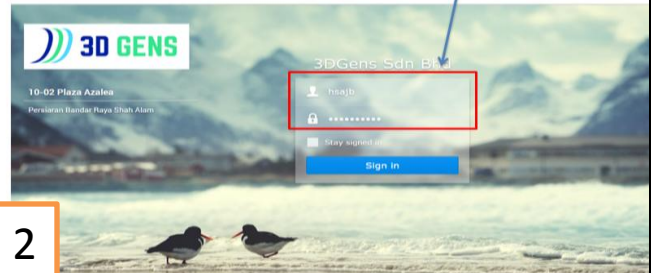 3D GENS
3DGens Sdn Bhd
10-02 Plaza Azalea
Persiaran Bandar Raya Shah Alam
hsajb
••••••••••
Stay signed in
Sign in
2